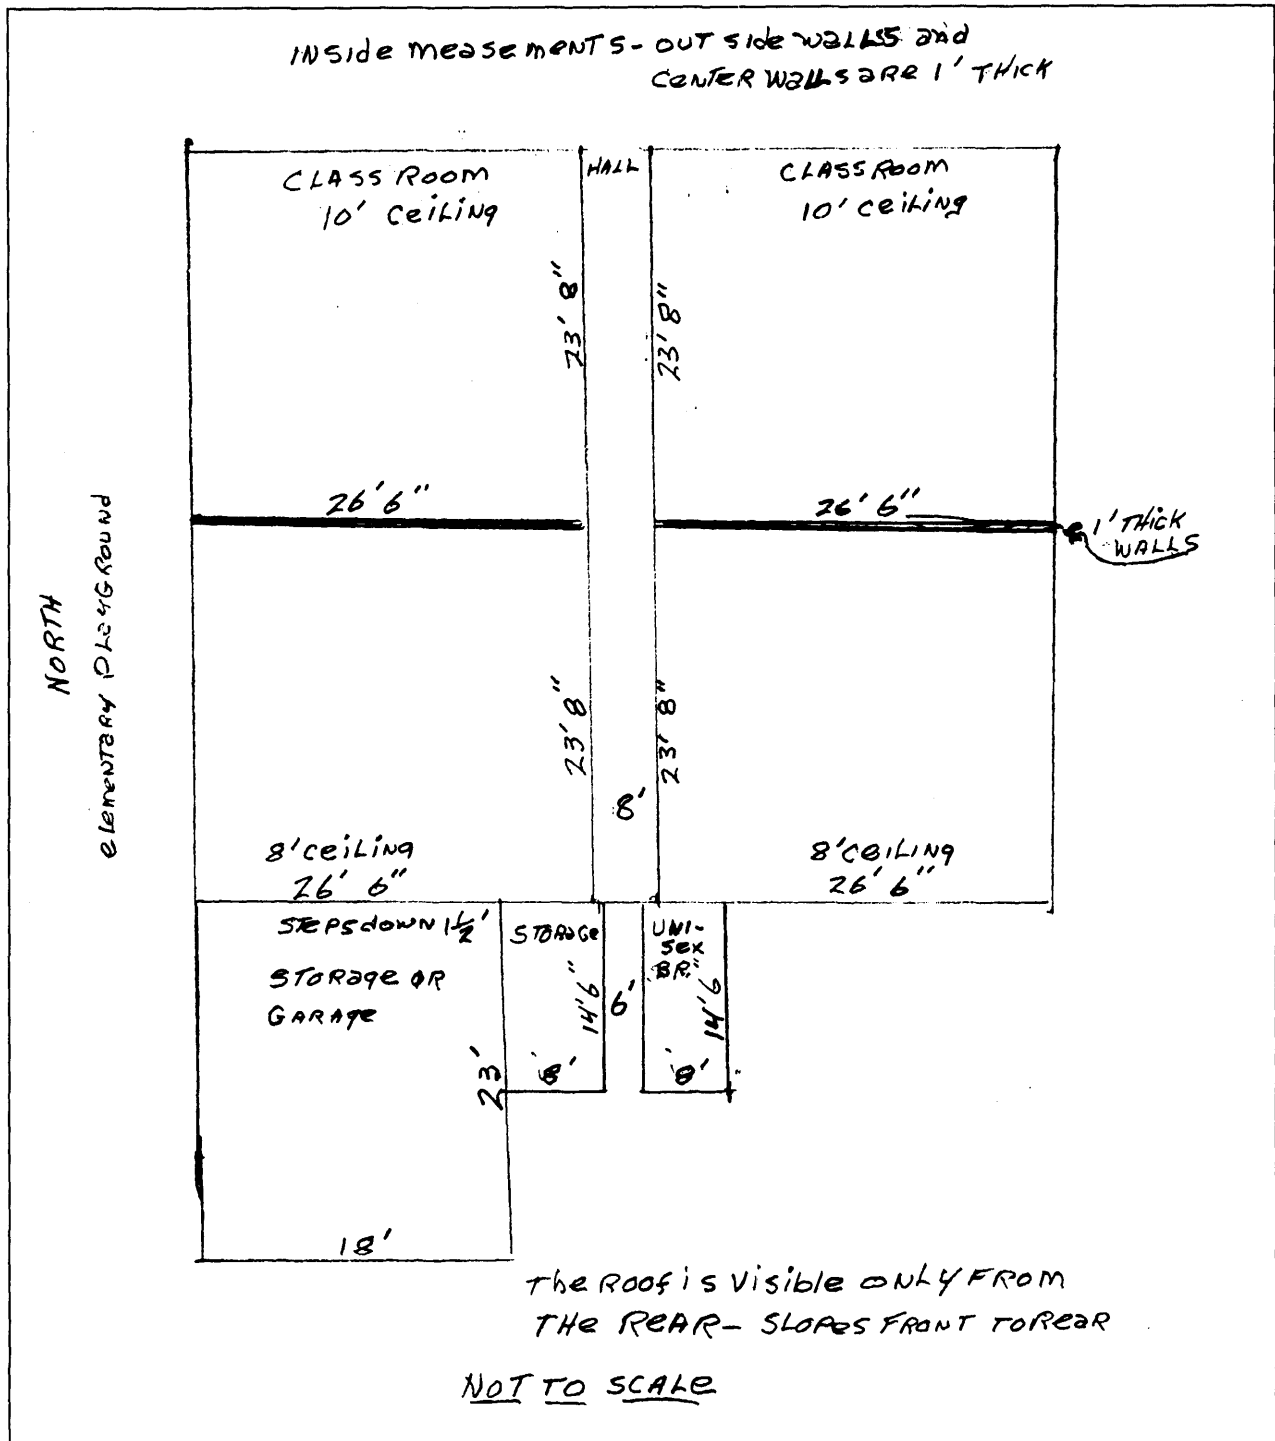 INSide measemeNTS - OUT Side WALLSS and
CENTER WALLS ARE 1' THICK
CLASS ROOM
10' CeiLiNg
HALL
CLASS ROOM
10' CeiLiNg
23' 8"
23' 8"
26' 6"
26' 6"
1' THICK
WALLS
NORTH
eLemeNTARY PLAYGROUNd
23' 8"
23' 8"
8'
8' CeiLiNg
26' 6"
8' CeiLiNg
26' 6"
STePS dOWN 1½'
STORAge OR
GARAge
STORAGe
14'6"
6'
UNI-
Sex
BR.
14'6"
23'
8'
8'
18'
The ROOf iS ViSible ONLY FROM
THe ReAR - SLOPeS FRONT TO ReaR
NOT TO SCALe